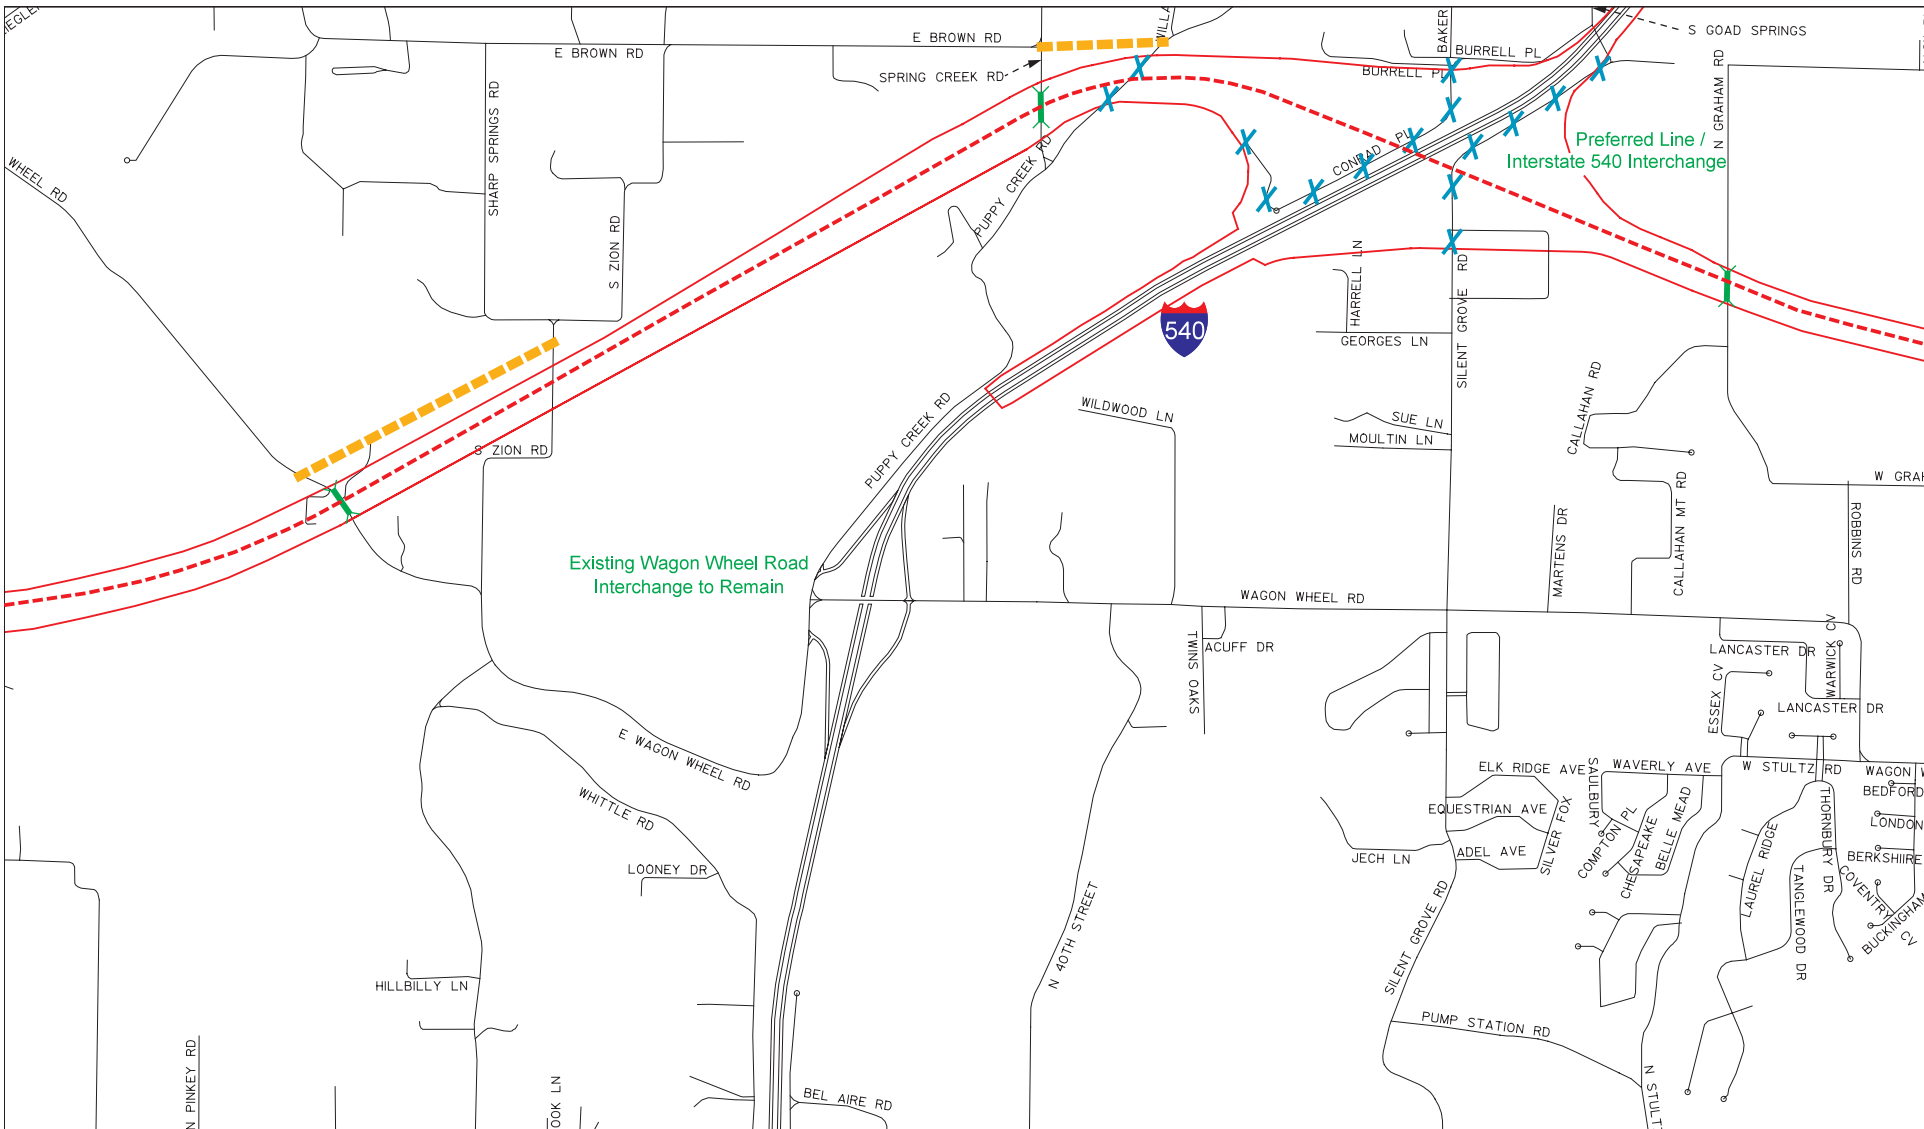 S GOAD SPRINGS
E BROWN RD
E BROWN RD
BAKER
BURRELL PL
BURRELL PL
SPRING CREEK RD
SHARP SPRINGS RD
N GRAHAM RD
Preferred Line /
Interstate 540 Interchange
CONRAD PL
WHEEL RD
PUPPY CREEK RD
S ZION RD
HARRELL LN
SILENT GROVE RD
540
GEORGES LN
CALLAHAN RD
WILDWOOD LN
PUPPY CREEK RD
SUE LN
MOULTIN LN
S ZION RD
W GRAH
CALLAHAN MT RD
ROBBINS RD
MARTENS DR
Existing Wagon Wheel Road
Interchange to Remain
WAGON WHEEL RD
TWINS OAKS
ACUFF DR
LANCASTER DR
WARWICK CV
ESSEX CV
LANCASTER DR
E WAGON WHEEL RD
WHITTLE RD
ELK RIDGE AVE
SAULBURY
WAVERLY AVE
W STULTZ RD
WAGON W
BEDFORD
EQUESTRIAN AVE
SILVER FOX
COMPTON PL
CHESAPEAKE
BELLE MEAD
LAUREL RIDGE
THORNBURY DR
LONDON
JECH LN
ADEL AVE
BERKSHIRE
LOONEY DR
TANGLEWOOD DR
COVENTRY CV
BUCKINGHAM
N 40TH STREET
SILENT GROVE RD
HILLBILLY LN
PUMP STATION RD
N PINKEY RD
OOK LN
BEL AIRE RD
N STULT